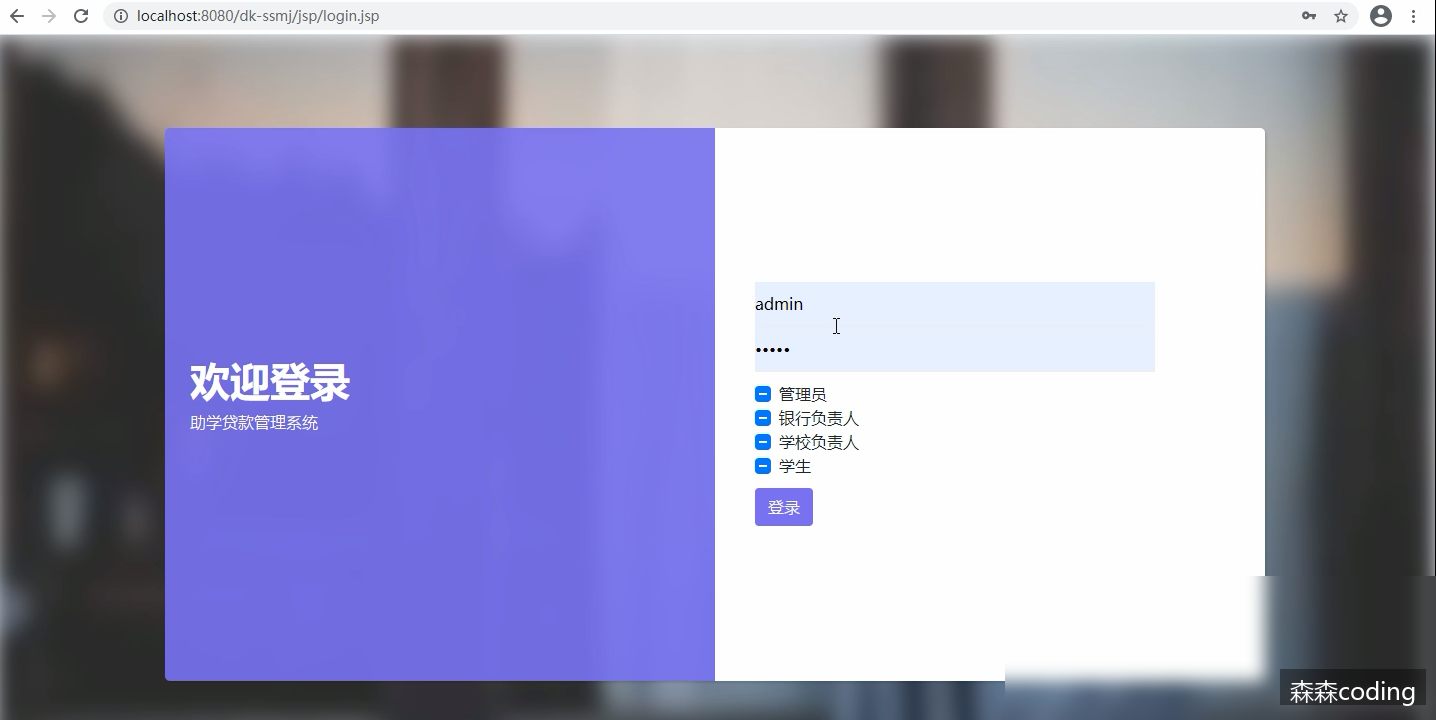 localhost:8080/dk-ssmj/jsp/login.jsp
欢迎登录
助学贷款管理系统
admin
•••••
管理员
银行负责人
学校负责人
学生
登录
森森coding